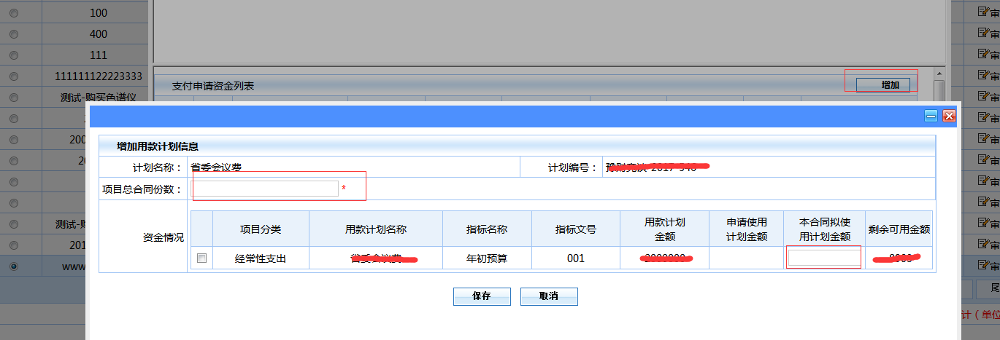 100
400
111
111111122223333
测试-购买色谱仪
200
测试-购
201
www
支付申请资金列表
增加
审
审
审
审
审
审
审
审
审
审
审
审
审
尾
计（单位
增加用款计划信息
计划名称： 省委会议费 计划编号：
项目总合同份数： *
资金情况
项目分类 用款计划名称 指标名称 指标文号 用款计划金额 申请使用计划金额 本合同拟使用计划金额 剩余可用金额
经常性支出 年初预算 001
保存 取消